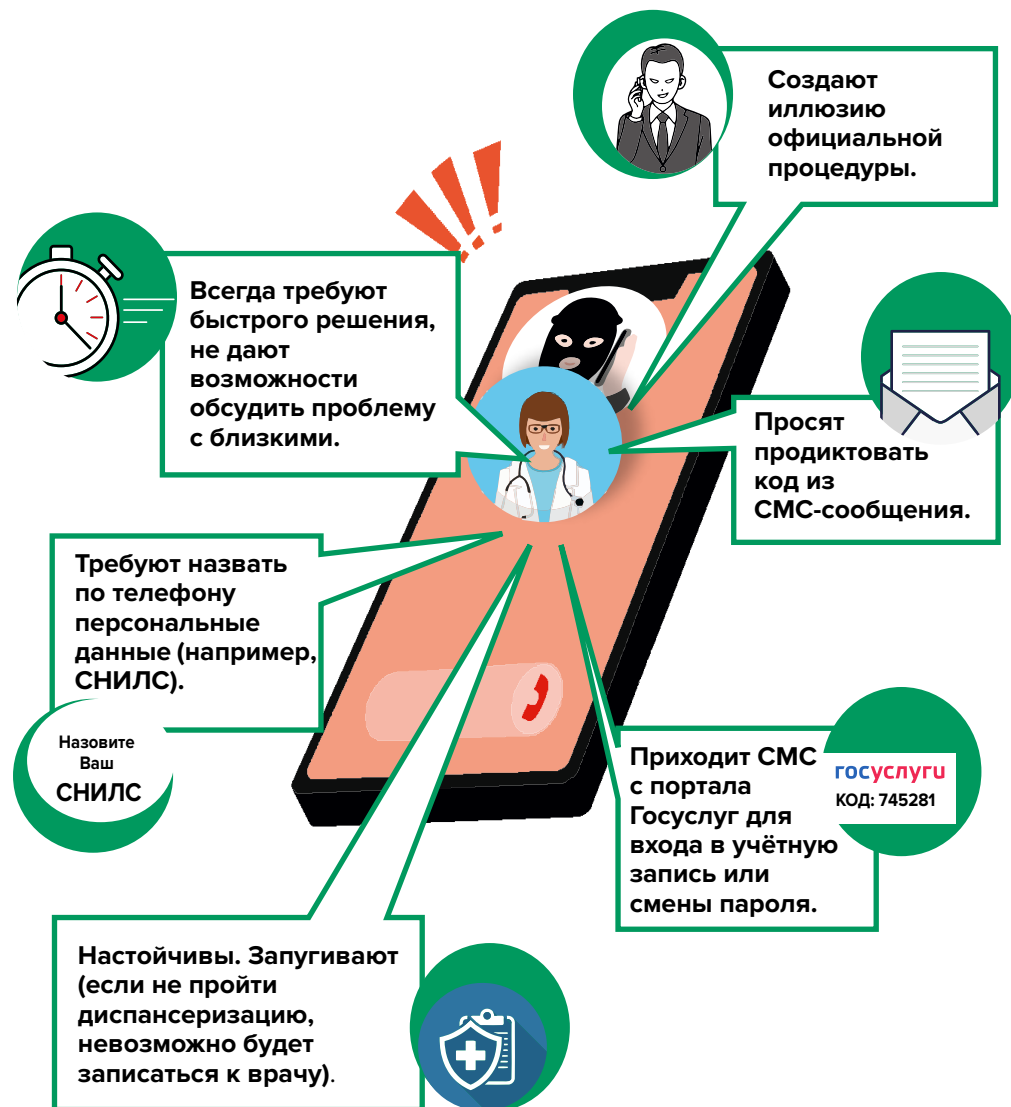 Создают
иллюзию
официальной
процедуры.
Всегда требуют
быстрого решения,
не дают
возможности
обсудить проблему
с близкими.
Просят
продиктовать
код из
СМС-сообщения.
Требуют назвать
по телефону
персональные
данные (например,
СНИЛС).
Назовите
Ваш
СНИЛС
Приходит СМС
с портала
Госуслуг для
входа в учётную
запись или
смены пароля.
госуслуги
КОД: 745281
Настойчивы. Запугивают
(если не пройти
диспансеризацию,
невозможно будет
записаться к врачу).